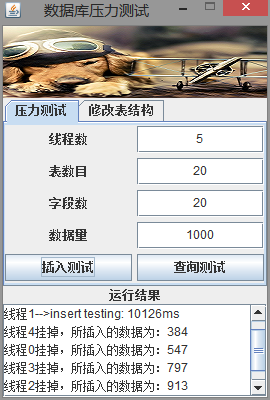 数据库压力测试
压力测试 修改表结构
线程数 5
表数目 20
字段数 20
数据量 1000
插入测试 查询测试
运行结果
线程1-->insert testing: 10126ms
线程4挂掉，所插入的数据为：384
线程0挂掉，所插入的数据为：547
线程3挂掉，所插入的数据为：797
线程2挂掉，所插入的数据为：913